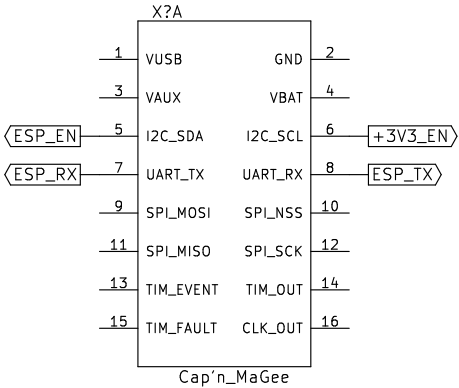 X?A
1 VUSB GND 2
3 VAUX VBAT 4
ESP_EN 5 I2C_SDA I2C_SCL 6 +3V3_EN
ESP_RX 7 UART_TX UART_RX 8 ESP_TX
9 SPI_MOSI SPI_NSS 10
11 SPI_MISO SPI_SCK 12
13 TIM_EVENT TIM_OUT 14
15 TIM_FAULT CLK_OUT 16
Cap'n_MaGee